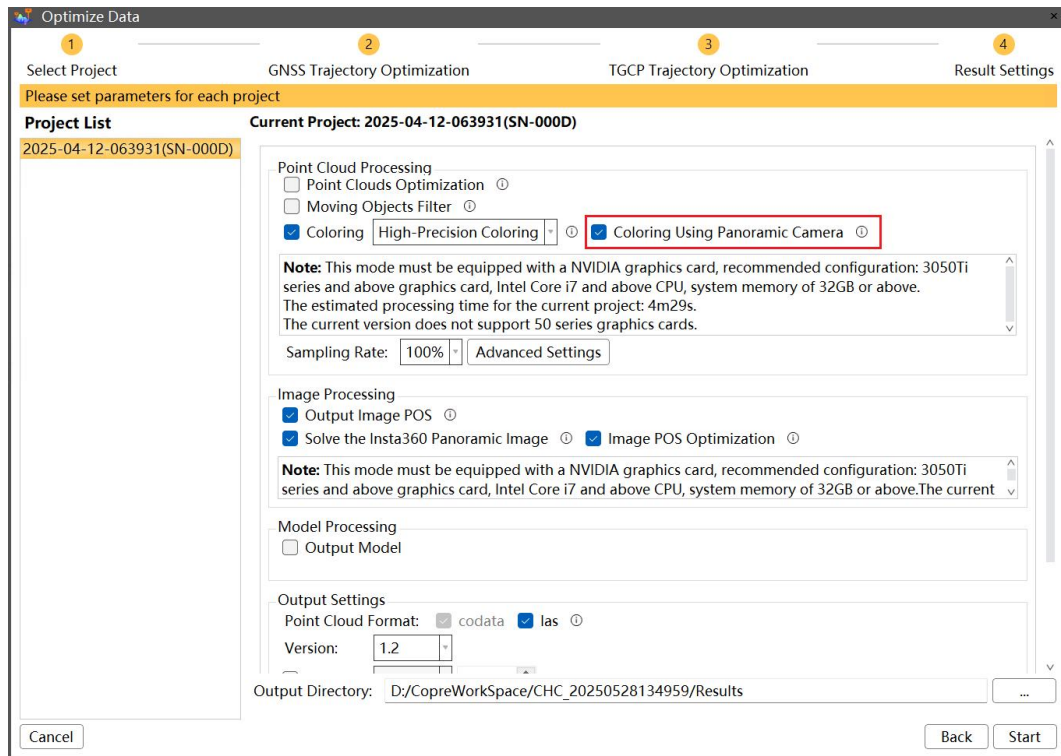 Optimize Data
1
2
3
4
Select Project
GNSS Trajectory Optimization
TGCP Trajectory Optimization
Result Settings
Please set parameters for each project
Project List
Current Project: 2025-04-12-063931(SN-000D)
2025-04-12-063931(SN-000D)
Point Cloud Processing
Point Clouds Optimization
Moving Objects Filter
Coloring High-Precision Coloring Coloring Using Panoramic Camera
Note: This mode must be equipped with a NVIDIA graphics card, recommended configuration: 3050Ti
series and above graphics card, Intel Core i7 and above CPU, system memory of 32GB or above.
The estimated processing time for the current project: 4m29s.
The current version does not support 50 series graphics cards.
Sampling Rate: 100% Advanced Settings
Image Processing
Output Image POS
Solve the Insta360 Panoramic Image Image POS Optimization
Note: This mode must be equipped with a NVIDIA graphics card, recommended configuration: 3050Ti
series and above graphics card, Intel Core i7 and above CPU, system memory of 32GB or above.The current
Model Processing
Output Model
Output Settings
Point Cloud Format: codata las
Version: 1.2
Output Directory: D:/CopreWorkSpace/CHC_20250528134959/Results ...
Cancel Back Start